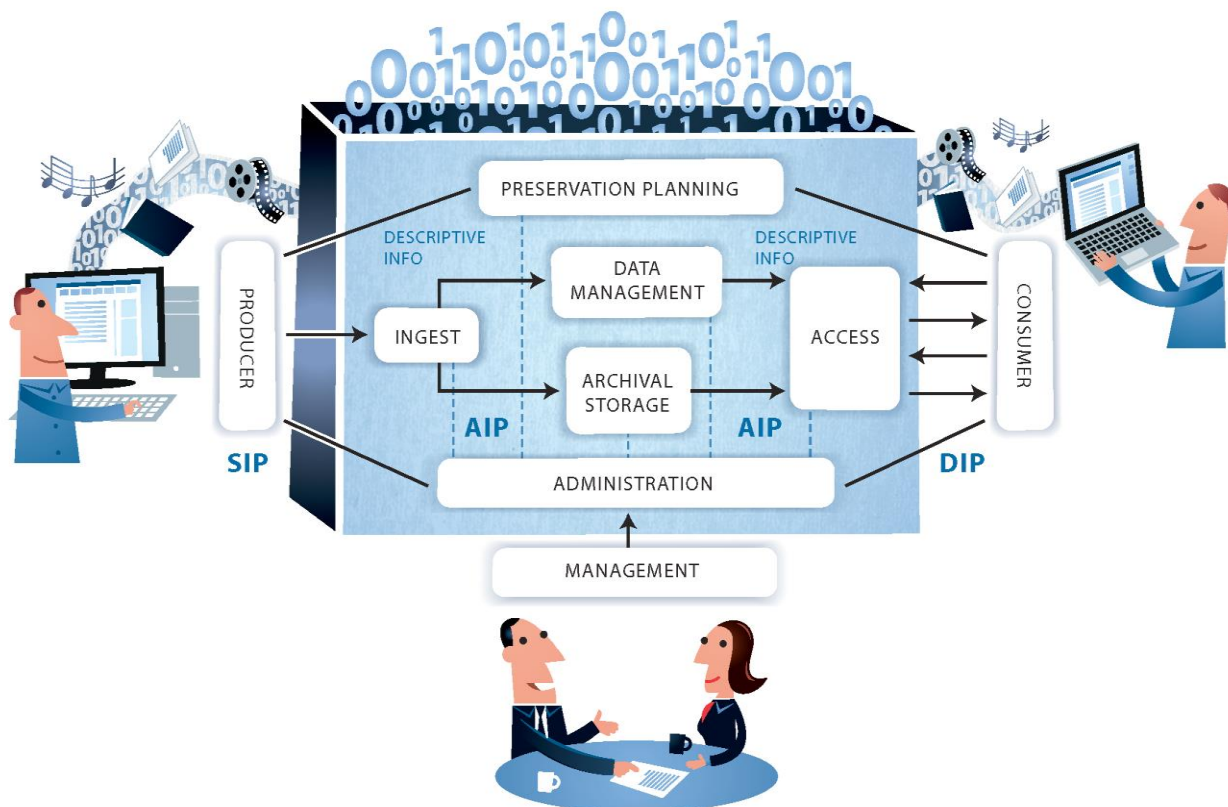 PRESERVATION PLANNING
DESCRIPTIVE
INFO
DESCRIPTIVE
INFO
DATA
MANAGEMENT
PRODUCER
INGEST
ACCESS
CONSUMER
ARCHIVAL
STORAGE
AIP
AIP
SIP
DIP
ADMINISTRATION
MANAGEMENT